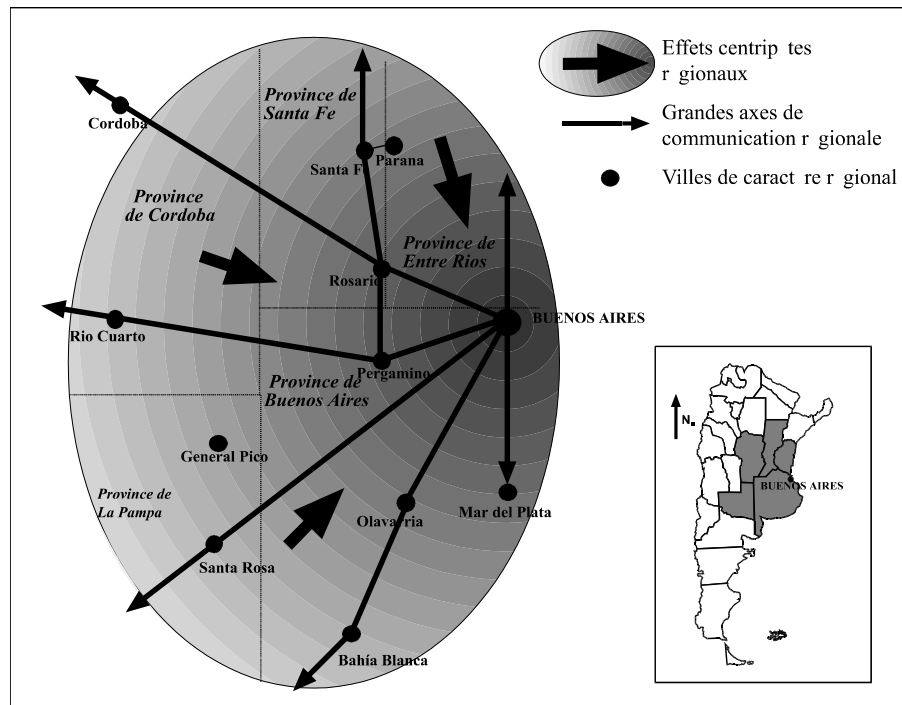 Effets centrip tes
r gionaux
Grandes axes de
communication r gionale
Villes de caract re r gional
Province de
Santa Fe
Cordoba
Santa F
Parana
Province
de Cordoba
Province de
Entre Rios
Rosario
BUENOS AIRES
Rio Cuarto
Pergamino
Province de
Buenos Aires
General Pico
Province de
La Pampa
Olavarria
Mar del Plata
Santa Rosa
Bahía Blanca
N.
BUENOS AIRES